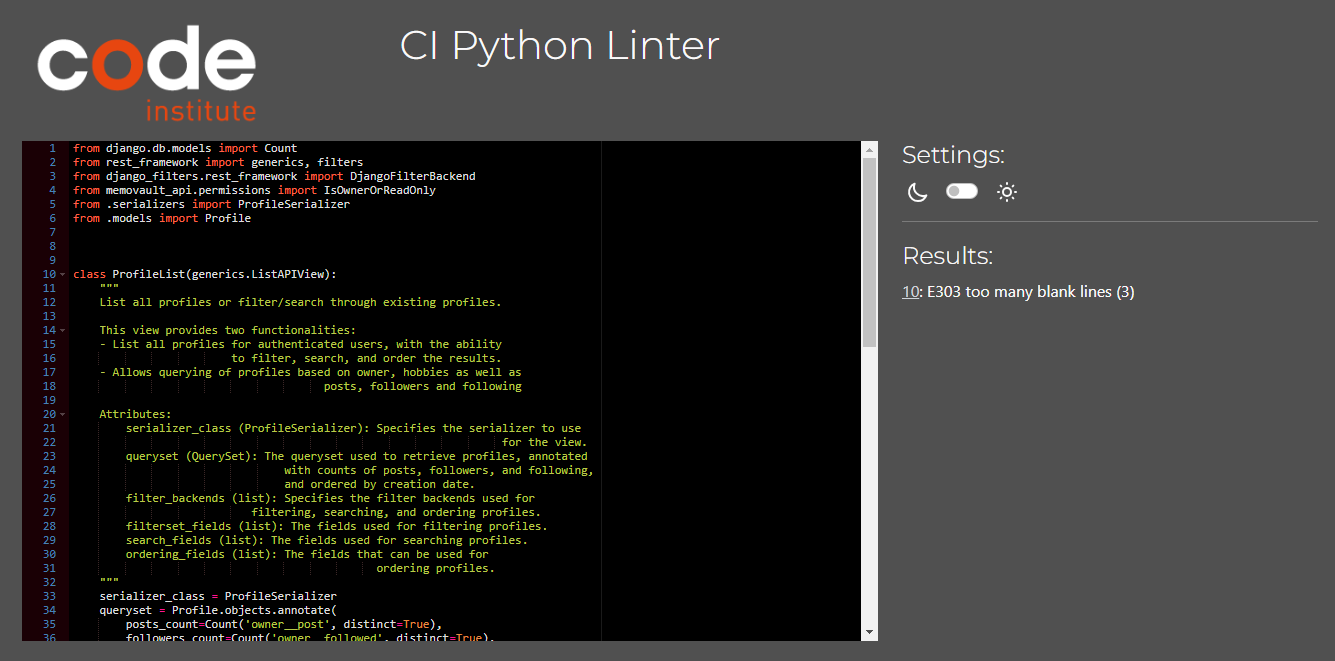 code
institute
CI Python Linter
1 from django.db.models import Count
2 from rest_framework import generics, filters
3 from django_filters.rest_framework import DjangoFilterBackend
4 from memovault_api.permissions import IsOwnerOrReadOnly
5 from .serializers import ProfileSerializer
6 from .models import Profile
7
8
9
10 class ProfileList(generics.ListAPIView):
11 """
12 List all profiles or filter/search through existing profiles.
13
14 This view provides two functionalities:
15 - List all profiles for authenticated users, with the ability
16 to filter, search, and order the results.
17 - Allows querying of profiles based on owner, hobbies as well as
18 posts, followers and following
19
20 Attributes:
21 serializer_class (ProfileSerializer): Specifies the serializer to use
22 for the view.
23 queryset (QuerySet): The queryset used to retrieve profiles, annotated
24 with counts of posts, followers, and following,
25 and ordered by creation date.
26 filter_backends (list): Specifies the filter backends used for
27 filtering, searching, and ordering profiles.
28 filterset_fields (list): The fields used for filtering profiles.
29 search_fields (list): The fields used for searching profiles.
30 ordering_fields (list): The fields that can be used for
31 ordering profiles.
32 """
33 serializer_class = ProfileSerializer
34 queryset = Profile.objects.annotate(
35 posts_count=Count('owner__post', distinct=True),
36 followers_count=Count('owner__followed', distinct=True),
Settings:
Results:
10: E303 too many blank lines (3)